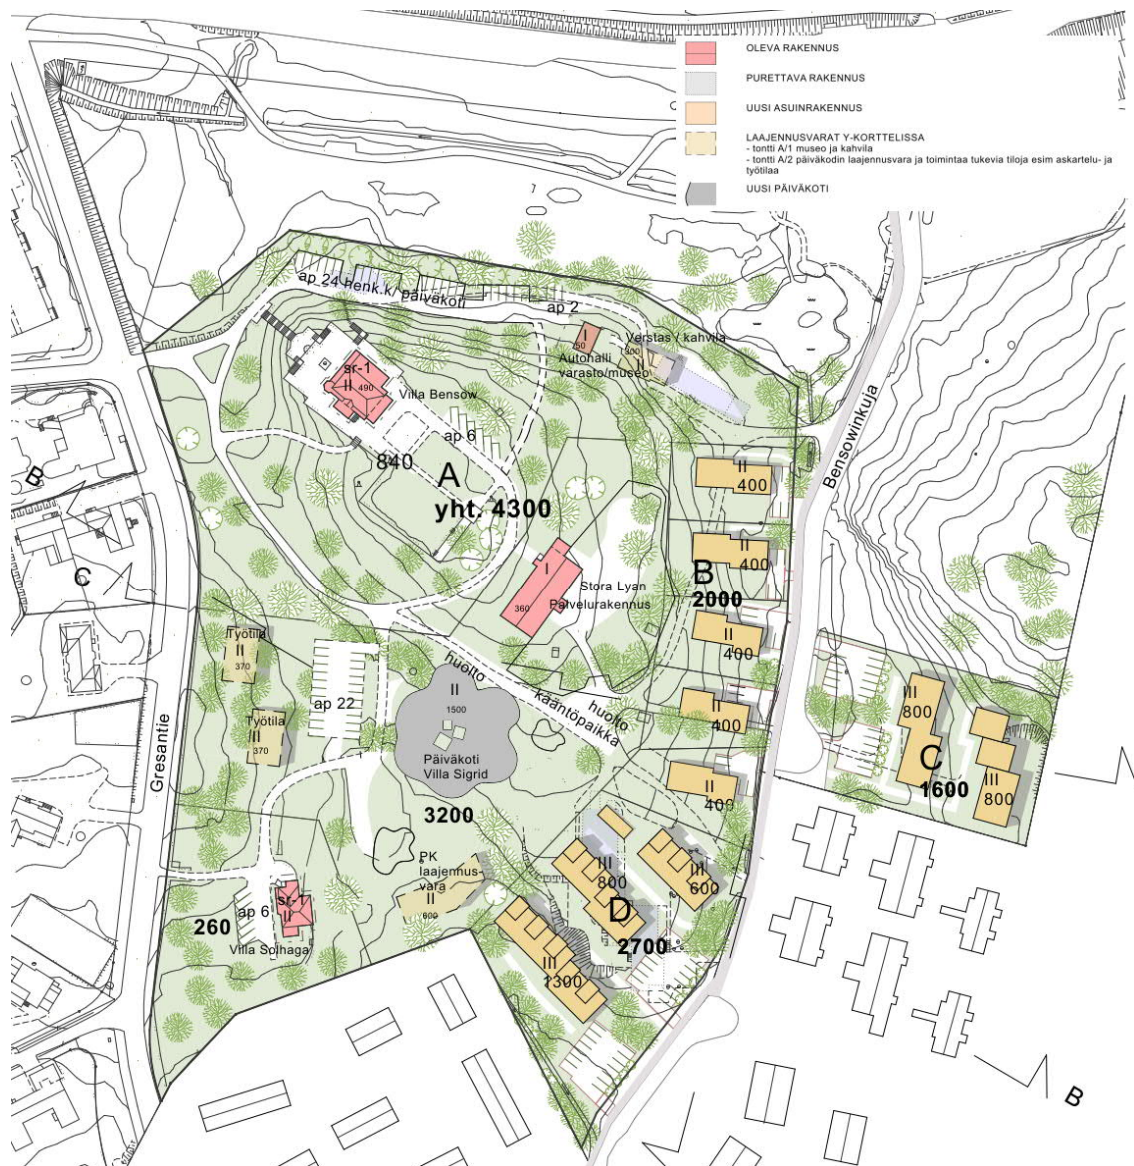 OLEVA RAKENNUS
PURETTAVA RAKENNUS
UUSI ASUINRAKENNUS
LAAJENNUSVARAT Y-KORTTELISSA
- tontti A/1 museo ja kahvila
- tontti A/2 päiväkodin laajennusvara ja toimintaa tukevia tiloja esim askartelu- ja
työtilaa
UUSI PÄIVÄKOTI
ap 24 henk.k/ päiväkoti
ap 2
I
50
Autohalli
varasto/museo
Verstas / kahvila
300
II
sr-1
II
490
Villa Bensow
ap 6
840
A
yht. 4300
Bensowinkuja
B
C
II
400
II
400
B
2000
II
400
II
400
II
400
I
360
Stora Lyan
Palvelurakennus
huolto
huolto
kääntöpaikka
Työtila
II
370
Työtila
II
370
ap 22
Gresantie
II
1500
Päiväkoti
Villa Sigrid
3200
III
800
C
1600
III
800
PK
laajennus-
vara
II
600
III
800
III
600
D
2700
III
1300
sr-1
II
ap 6
260
Villa Solhaga
B